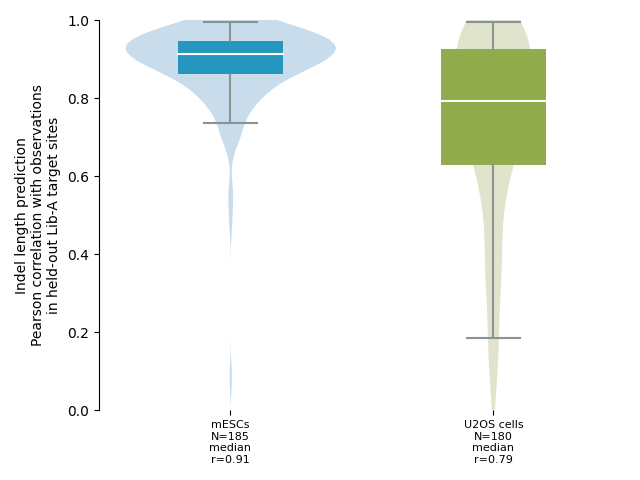 Indel length prediction
Pearson correlation with observations
in held-out Lib-A target sites
1.0
0.8
0.6
0.4
0.2
0.0
mESCs
N=185
median
r=0.91
U2OS cells
N=180
median
r=0.79